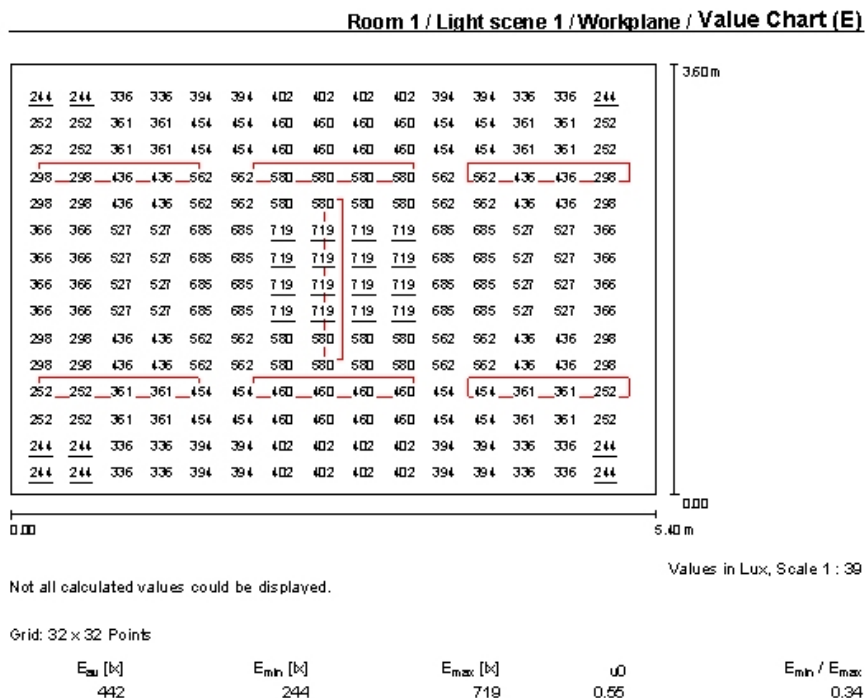 Room 1 / Light scene 1 / Workplane / Value Chart (E)
3.60 m
244 244 336 336 394 394 402 402 402 402 394 394 336 336 244
252 252 361 361 454 454 460 460 460 460 454 454 361 361 252
252 252 361 361 454 454 460 460 460 460 454 454 361 361 252
298 298 436 436 562 562 580 580 580 580 562 562 436 436 298
298 298 436 436 562 562 580 580 580 580 562 562 436 436 298
366 366 527 527 685 685 719 719 719 719 685 685 527 527 366
366 366 527 527 685 685 719 719 719 719 685 685 527 527 366
366 366 527 527 685 685 719 719 719 719 685 685 527 527 366
366 366 527 527 685 685 719 719 719 719 685 685 527 527 366
298 298 436 436 562 562 580 580 580 580 562 562 436 436 298
298 298 436 436 562 562 580 580 580 580 562 562 436 436 298
252 252 361 361 454 454 460 460 460 460 454 454 361 361 252
252 252 361 361 454 454 460 460 460 460 454 454 361 361 252
244 244 336 336 394 394 402 402 402 402 394 394 336 336 244
244 244 336 336 394 394 402 402 402 402 394 394 336 336 244
0.00
0.00 5.40 m
Values in Lux, Scale 1 : 39
Not all calculated values could be displayed.
Grid: 32 x 32 Points
Eav [lx] Emin [lx] Emax [lx] u0 Emin / Emax
442 244 719 0.55 0.34